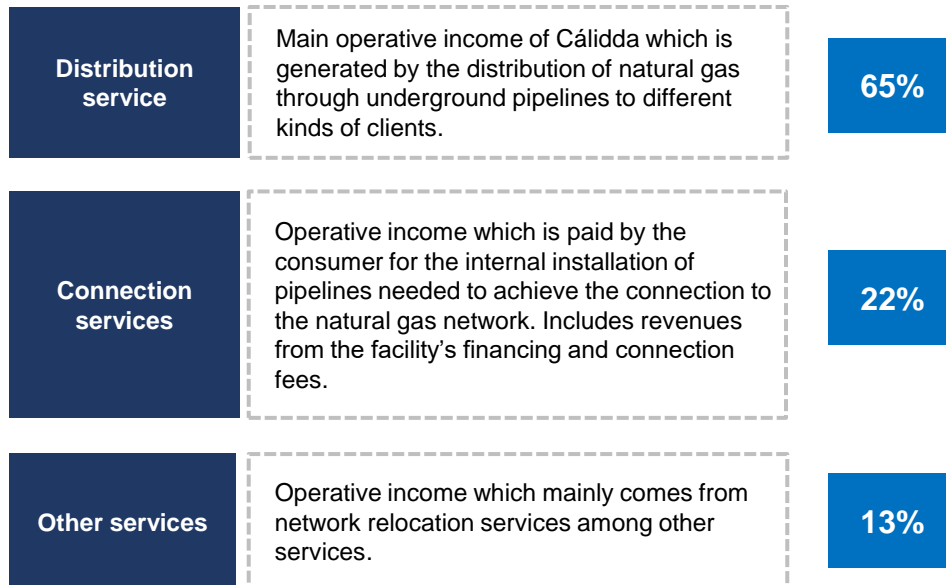 Distribution
service
Main operative income of Cálidda which is
generated by the distribution of natural gas
through underground pipelines to different
kinds of clients.
65%
Connection
services
Operative income which is paid by the
consumer for the internal installation of
pipelines needed to achieve the connection to
the natural gas network. Includes revenues
from the facility’s financing and connection
fees.
22%
Other services
Operative income which mainly comes from
network relocation services among other
services.
13%